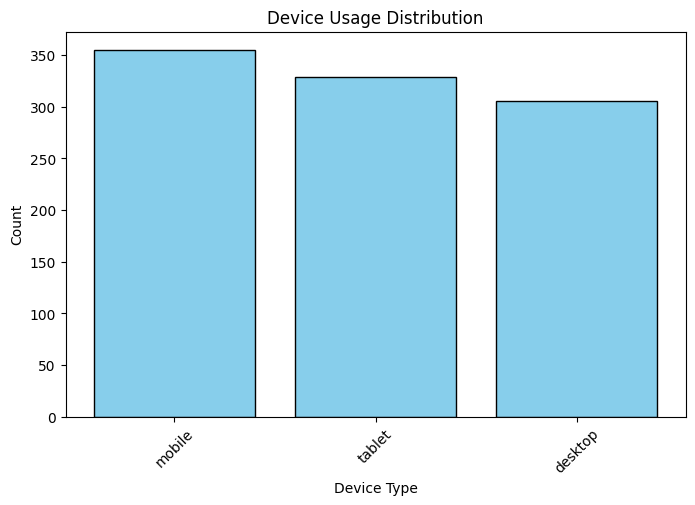 Device Usage Distribution
Count
350
300
250
200
150
100
50
0
mobile
tablet
desktop
Device Type